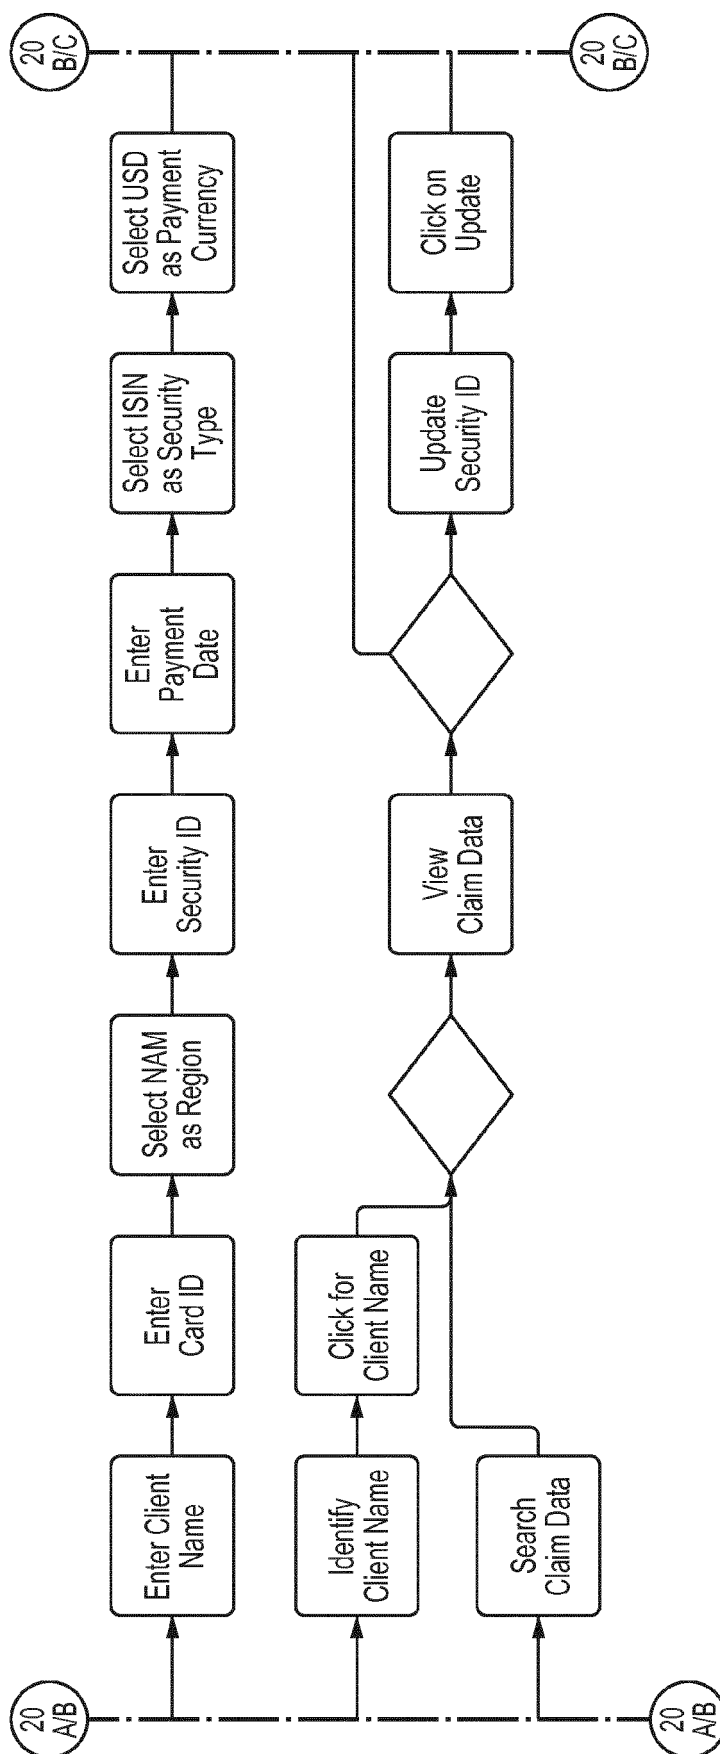 20
A/B
Enter Client
Name
Enter
Card ID
Select NAM
as Region
Enter
Security ID
Enter
Payment
Date
Select ISIN
as Security
Type
Select USD
as Payment
Currency
20
B/C
Identify
Client Name
Click for
Client Name
Search
Claim Data
View
Claim Data
Update
Security ID
Click on
Update
20
A/B
20
B/C